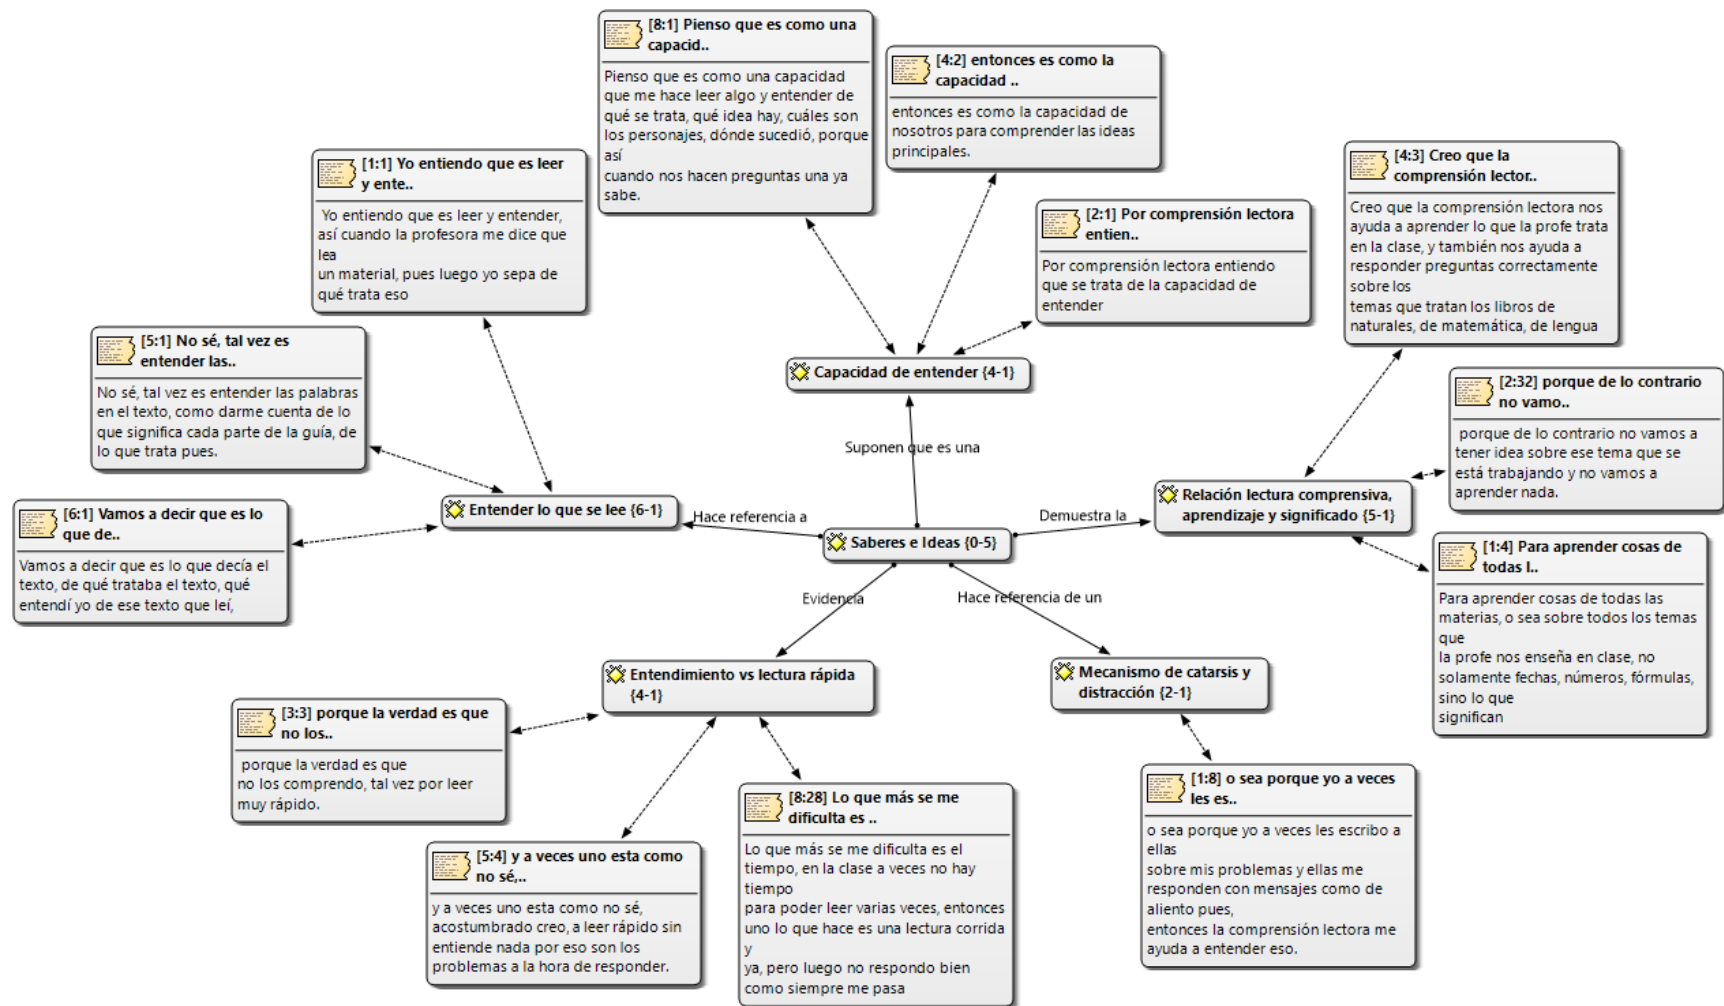 [8:1] Pienso que es como una
capacid..
Pienso que es como una capacidad
que me hace leer algo y entender de
qué se trata, qué idea hay, cuáles son
los personajes, dónde sucedió, porque
así
cuando nos hacen preguntas una ya
sabe.
[4:2] entonces es como la
capacidad ..
entonces es como la capacidad de
nosotros para comprender las ideas
principales.
[1:1] Yo entiendo que es leer
y ente..
Yo entiendo que es leer y entender,
así cuando la profesora me dice que
lea
un material, pues luego yo sepa de
qué trata eso
[4:3] Creo que la
comprensión lector..
Creo que la comprensión lectora nos
ayuda a aprender lo que la profe trata
en la clase, y también nos ayuda a
responder preguntas correctamente
sobre los
temas que tratan los libros de
naturales, de matemática, de lengua
[2:1] Por comprensión lectora
entien..
Por comprensión lectora entiendo
que se trata de la capacidad de
entender
[5:1] No sé, tal vez es
entender las..
No sé, tal vez es entender las palabras
en el texto, como darme cuenta de lo
que significa cada parte de la guía, de
lo que trata pues.
Capacidad de entender {4-1}
[2:32] porque de lo contrario
no vamo..
porque de lo contrario no vamos a
tener idea sobre ese tema que se
está trabajando y no vamos a
aprender nada.
Suponen que es una
[6:1] Vamos a decir que es lo
que de..
Vamos a decir que es lo que decía el
texto, de qué trataba el texto, qué
entendí yo de ese texto que leí,
Entender lo que se lee {6-1}
Hace referencia a
Saberes e Ideas {0-5}
Demuestra la
Relación lectura comprensiva,
aprendizaje y significado {5-1}
[1:4] Para aprender cosas de
todas l..
Para aprender cosas de todas las
materias, o sea sobre todos los temas
que
la profe nos enseña en clase, no
solamente fechas, números, fórmulas,
sino lo que
significan
Evidencia
Hace referencia de un
Entendimiento vs lectura rápida
{4-1}
Mecanismo de catarsis y
distracción {2-1}
[3:3] porque la verdad es que
no los..
porque la verdad es que
no los comprendo, tal vez por leer
muy rápido.
[5:4] y a veces uno esta como
no sé,..
y a veces uno esta como no sé,
acostumbrado creo, a leer rápido sin
entiende nada por eso son los
problemas a la hora de responder.
[8:28] Lo que más se me
dificulta es ..
Lo que más se me dificulta es el
tiempo, en la clase a veces no hay
tiempo
para poder leer varias veces, entonces
uno lo que hace es una lectura corrida
y
ya, pero luego no respondo bien
como siempre me pasa
[1:8] o sea porque yo a veces
les es..
o sea porque yo a veces les escribo a
ellas
sobre mis problemas y ellas me
responden con mensajes como de
aliento pues,
entonces la comprensión lectora me
ayuda a entender eso.